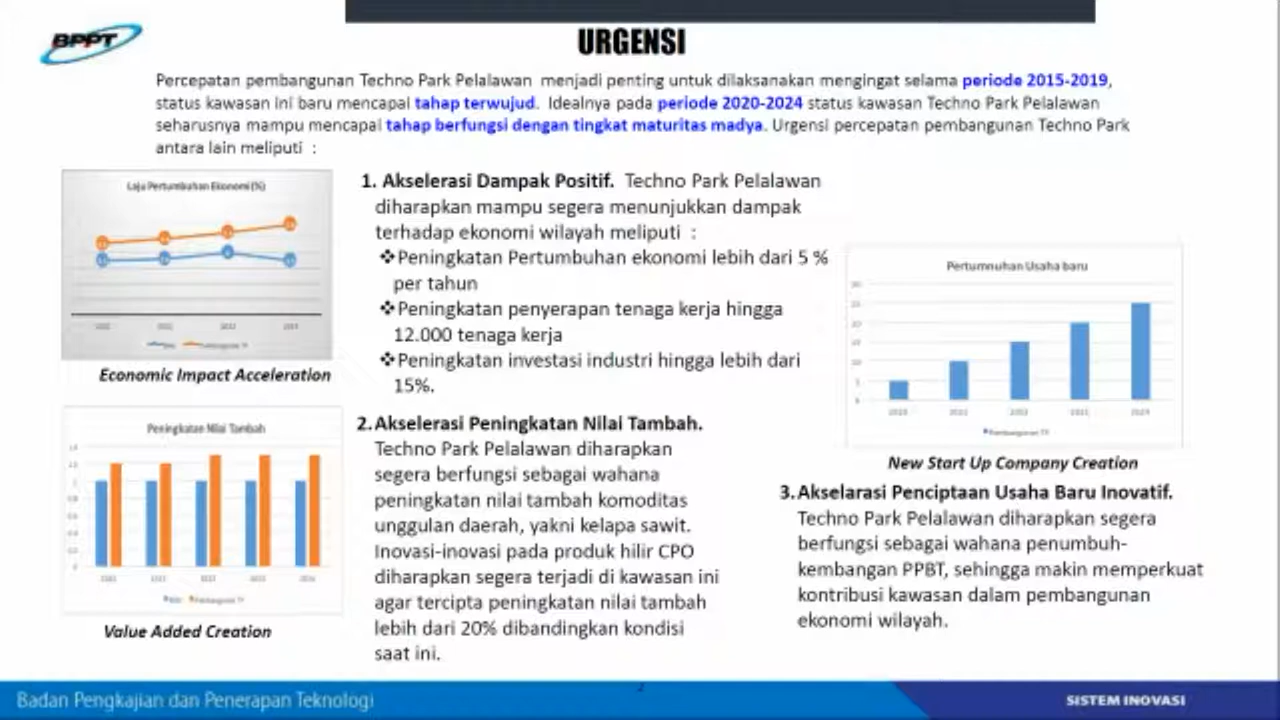 BPPT
URGENSI
Percepatan pembangunan Techno Park Pelalawan menjadi penting untuk dilaksanakan mengingat selama periode 2015-2019,
status kawasan ini baru mencapai tahap terwujud. Idealnya pada periode 2020-2024 status kawasan Techno Park Pelalawan
seharusnya mampu mencapai tahap berfungsi dengan tingkat maturitas madya. Urgensi percepatan pembangunan Techno Park
antara lain meliputi :
Laju Pertumbuhan Ekonomi (%)
Economic Impact Acceleration
Peningkatan Nilai Tambah
Value Added Creation
1. Akselerasi Dampak Positif. Techno Park Pelalawan
diharapkan mampu segera menunjukkan dampak
terhadap ekonomi wilayah meliputi :
❖Peningkatan Pertumbuhan ekonomi lebih dari 5 %
per tahun
❖Peningkatan penyerapan tenaga kerja hingga
12.000 tenaga kerja
❖Peningkatan investasi industri hingga lebih dari
15%.
2. Akselerasi Peningkatan Nilai Tambah.
Techno Park Pelalawan diharapkan
segera berfungsi sebagai wahana
peningkatan nilai tambah komoditas
unggulan daerah, yakni kelapa sawit.
Inovasi-inovasi pada produk hilir CPO
diharapkan segera terjadi di kawasan ini
agar tercipta peningkatan nilai tambah
lebih dari 20% dibandingkan kondisi
saat ini.
Pertumnuhan Usaha baru
New Start Up Company Creation
3. Akselarasi Penciptaan Usaha Baru Inovatif.
Techno Park Pelalawan diharapkan segera
berfungsi sebagai wahana penumbuh-
kembangan PPBT, sehingga makin memperkuat
kontribusi kawasan dalam pembangunan
ekonomi wilayah.
2
Badan Pengkajian dan Penerapan Teknologi
SISTEM INOVASI